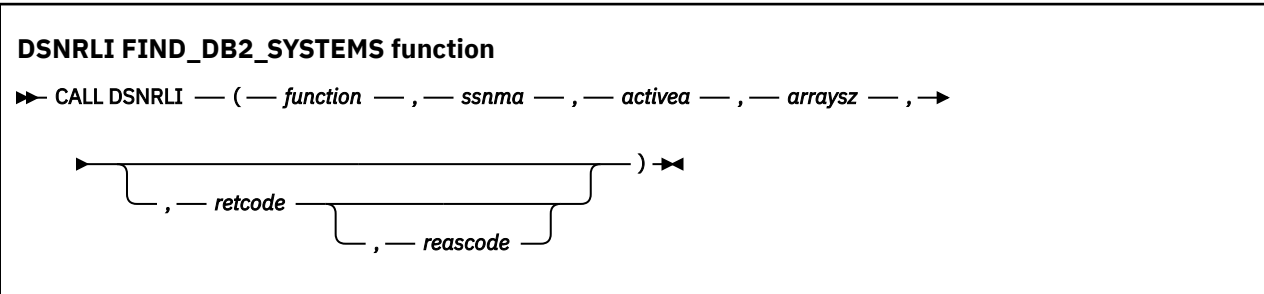 DSNRLI FIND_DB2_SYSTEMS function
CALL DSNRLI ( function , ssnma , activea , arraysz ,
)
, retcode
, reascode